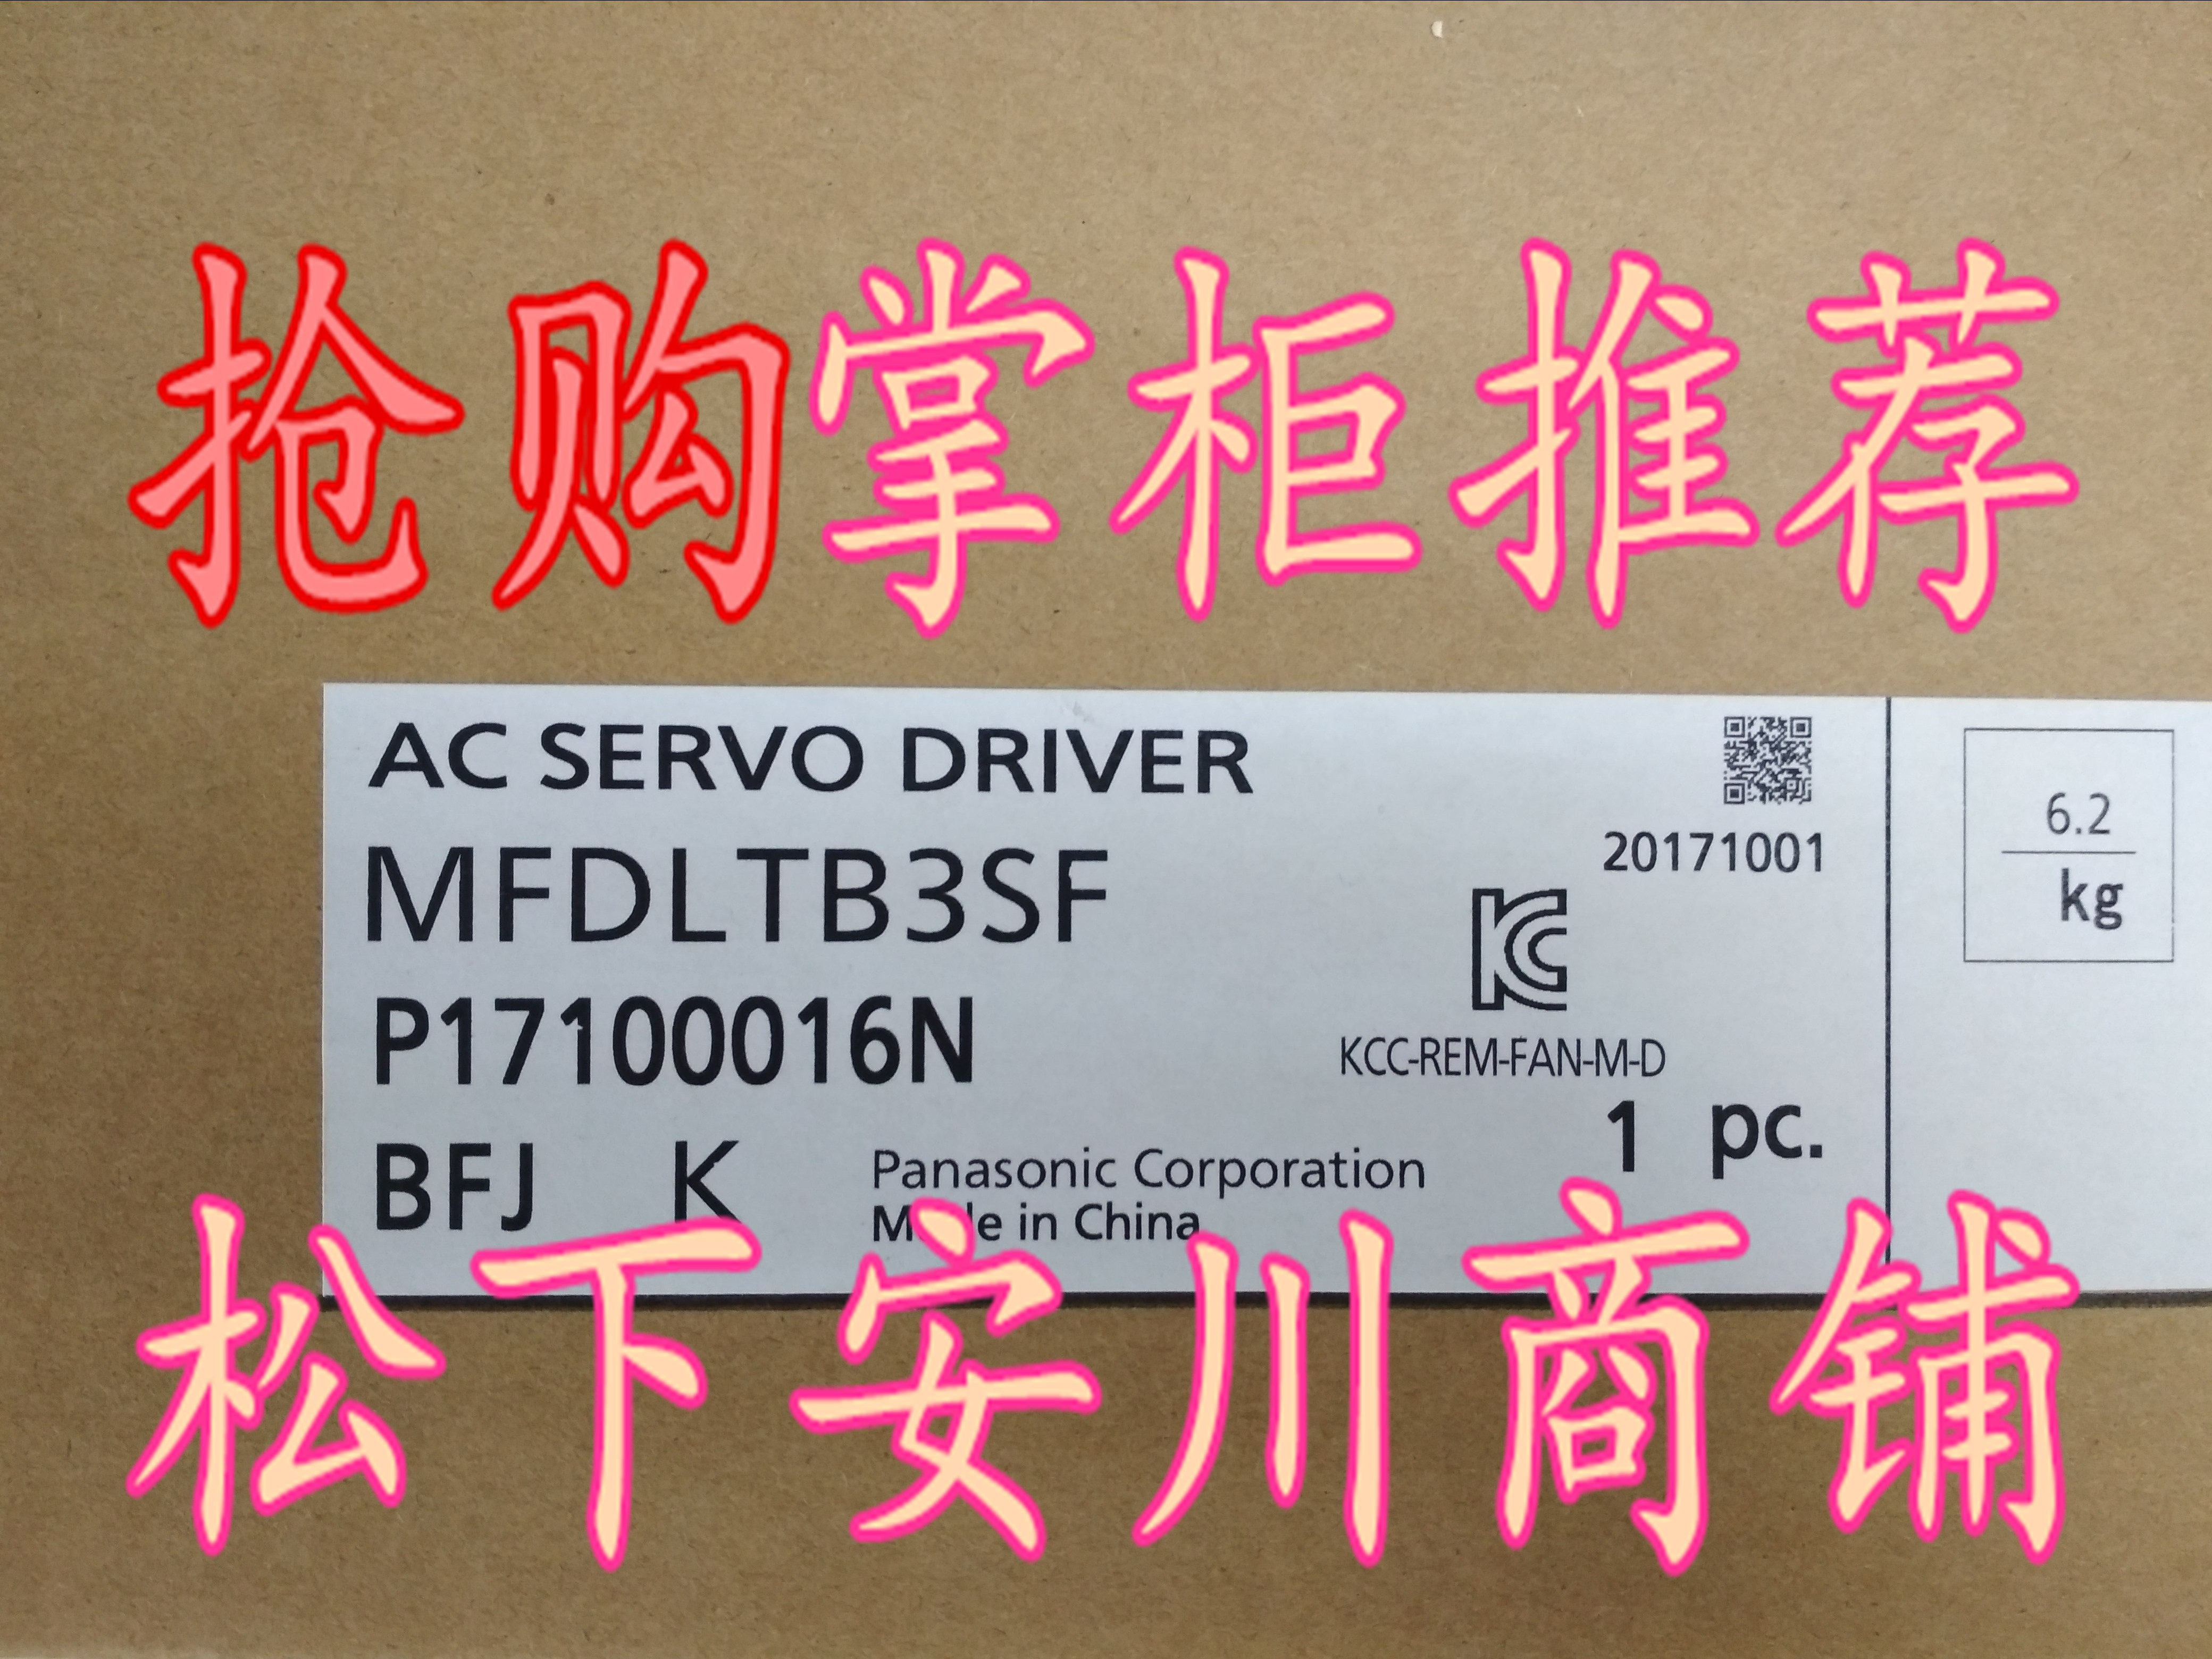 抢购掌柜推荐
AC SERVO DRIVER
20171001
6.2
kg
MFDLTB3SF
P17100016N
KCC-REM-FAN-M-D
1 pc.
BFJ K
Panasonic Corporation
Made in China
松下安川商铺